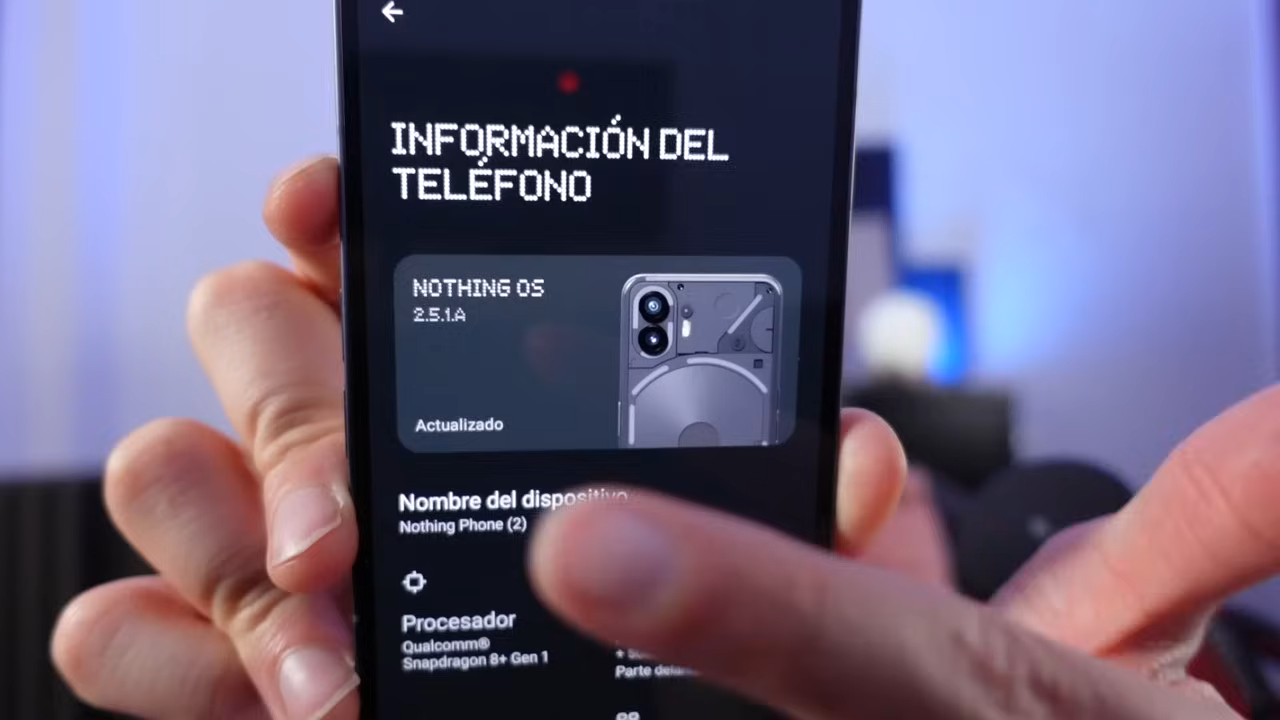 INFORMACIÓN DEL
TELÉFONO
NOTHING OS
2.5.1.A
Actualizado
Nombre del dispositivo
Nothing Phone (2)
Procesador
Qualcomm®
Snapdragon 8+ Gen 1
Parte